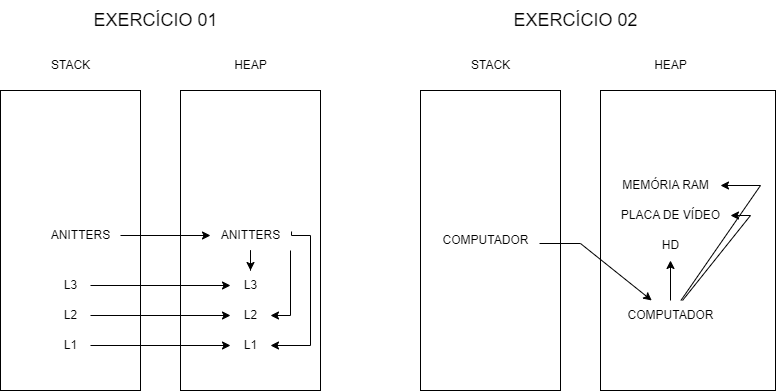 EXERCÍCIO 01
STACK
HEAP
ANITTERS
ANITTERS
L3
L3
L2
L2
L1
L1
EXERCÍCIO 02
STACK
HEAP
MEMÓRIA RAM
PLACA DE VÍDEO
COMPUTADOR
HD
COMPUTADOR